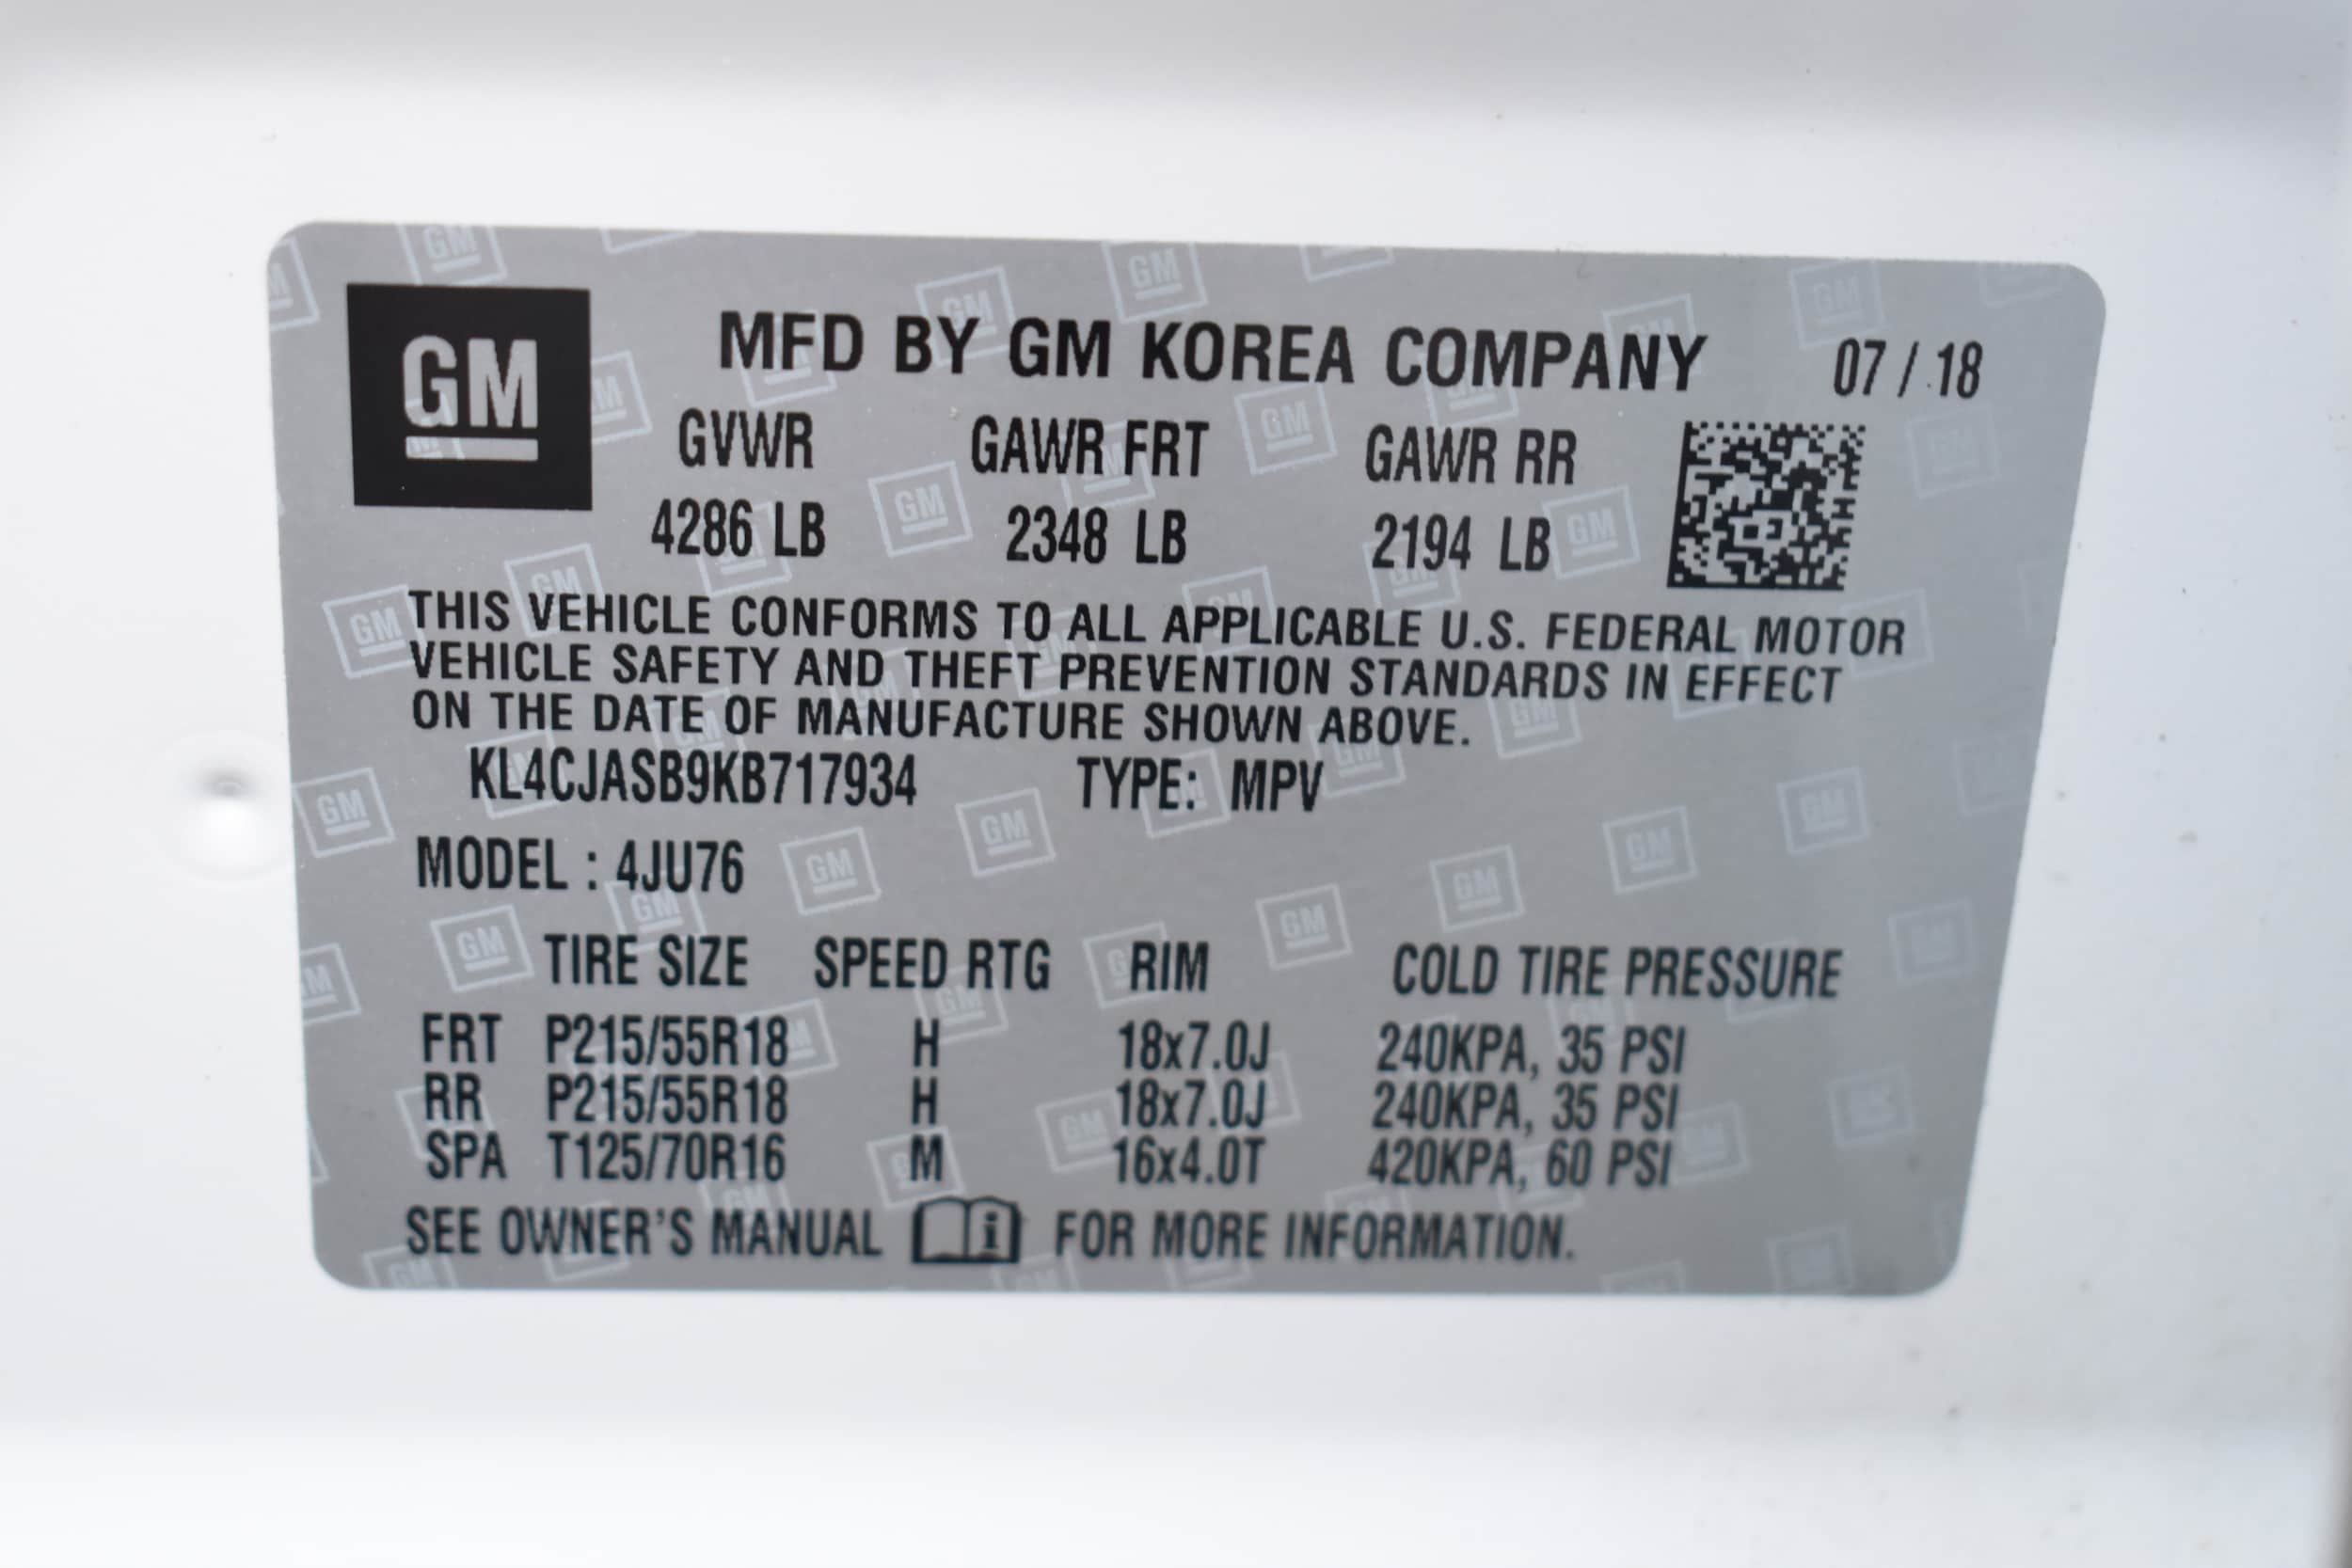 GM
MFD BY GM KOREA COMPANY 07 / 18
GVWR GAWR FRT GAWR RR
4286 LB 2348 LB 2194 LB
THIS VEHICLE CONFORMS TO ALL APPLICABLE U.S. FEDERAL MOTOR
VEHICLE SAFETY AND THEFT PREVENTION STANDARDS IN EFFECT
ON THE DATE OF MANUFACTURE SHOWN ABOVE.
KL4CJASB9KB717934 TYPE: MPV
MODEL : 4JU76
TIRE SIZE SPEED RTG RIM COLD TIRE PRESSURE
FRT P215/55R18 H 18x7.0J 240KPA, 35 PSI
RR P215/55R18 H 18x7.0J 240KPA, 35 PSI
SPA T125/70R16 M 16x4.0T 420KPA, 60 PSI
SEE OWNER'S MANUAL i FOR MORE INFORMATION.